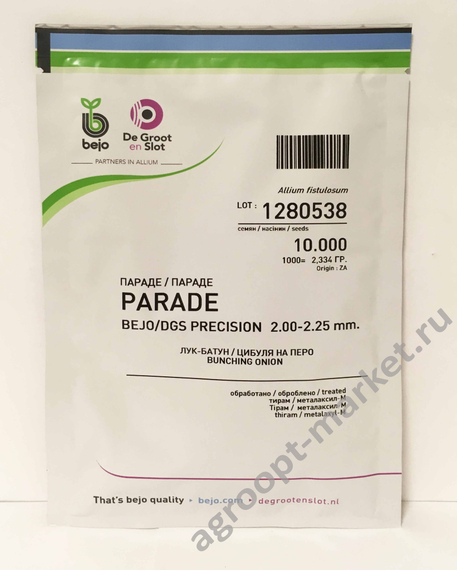 bejo
De Groot
en Slot
PARTNERS IN ALLIUM
Allium fistulosum
LOT : 1280538
семян / насінин / seeds
10.000
1000= 2,334 ГР.
Origin : ZA
ПАРАДЕ / ПАРАДЕ
PARADE
BEJO/DGS PRECISION 2.00-2.25 mm.
ЛУК-БАТУН / ЦИБУЛЯ НА ПЕРО
BUNCHING ONION
обработано / оброблено / treated
тирам / металаксил-М
Тірам / металаксил-М
thiram / metalaxyl-M
That's bejo quality • bejo.com • degrootenslot.nl
agroopt-market.ru